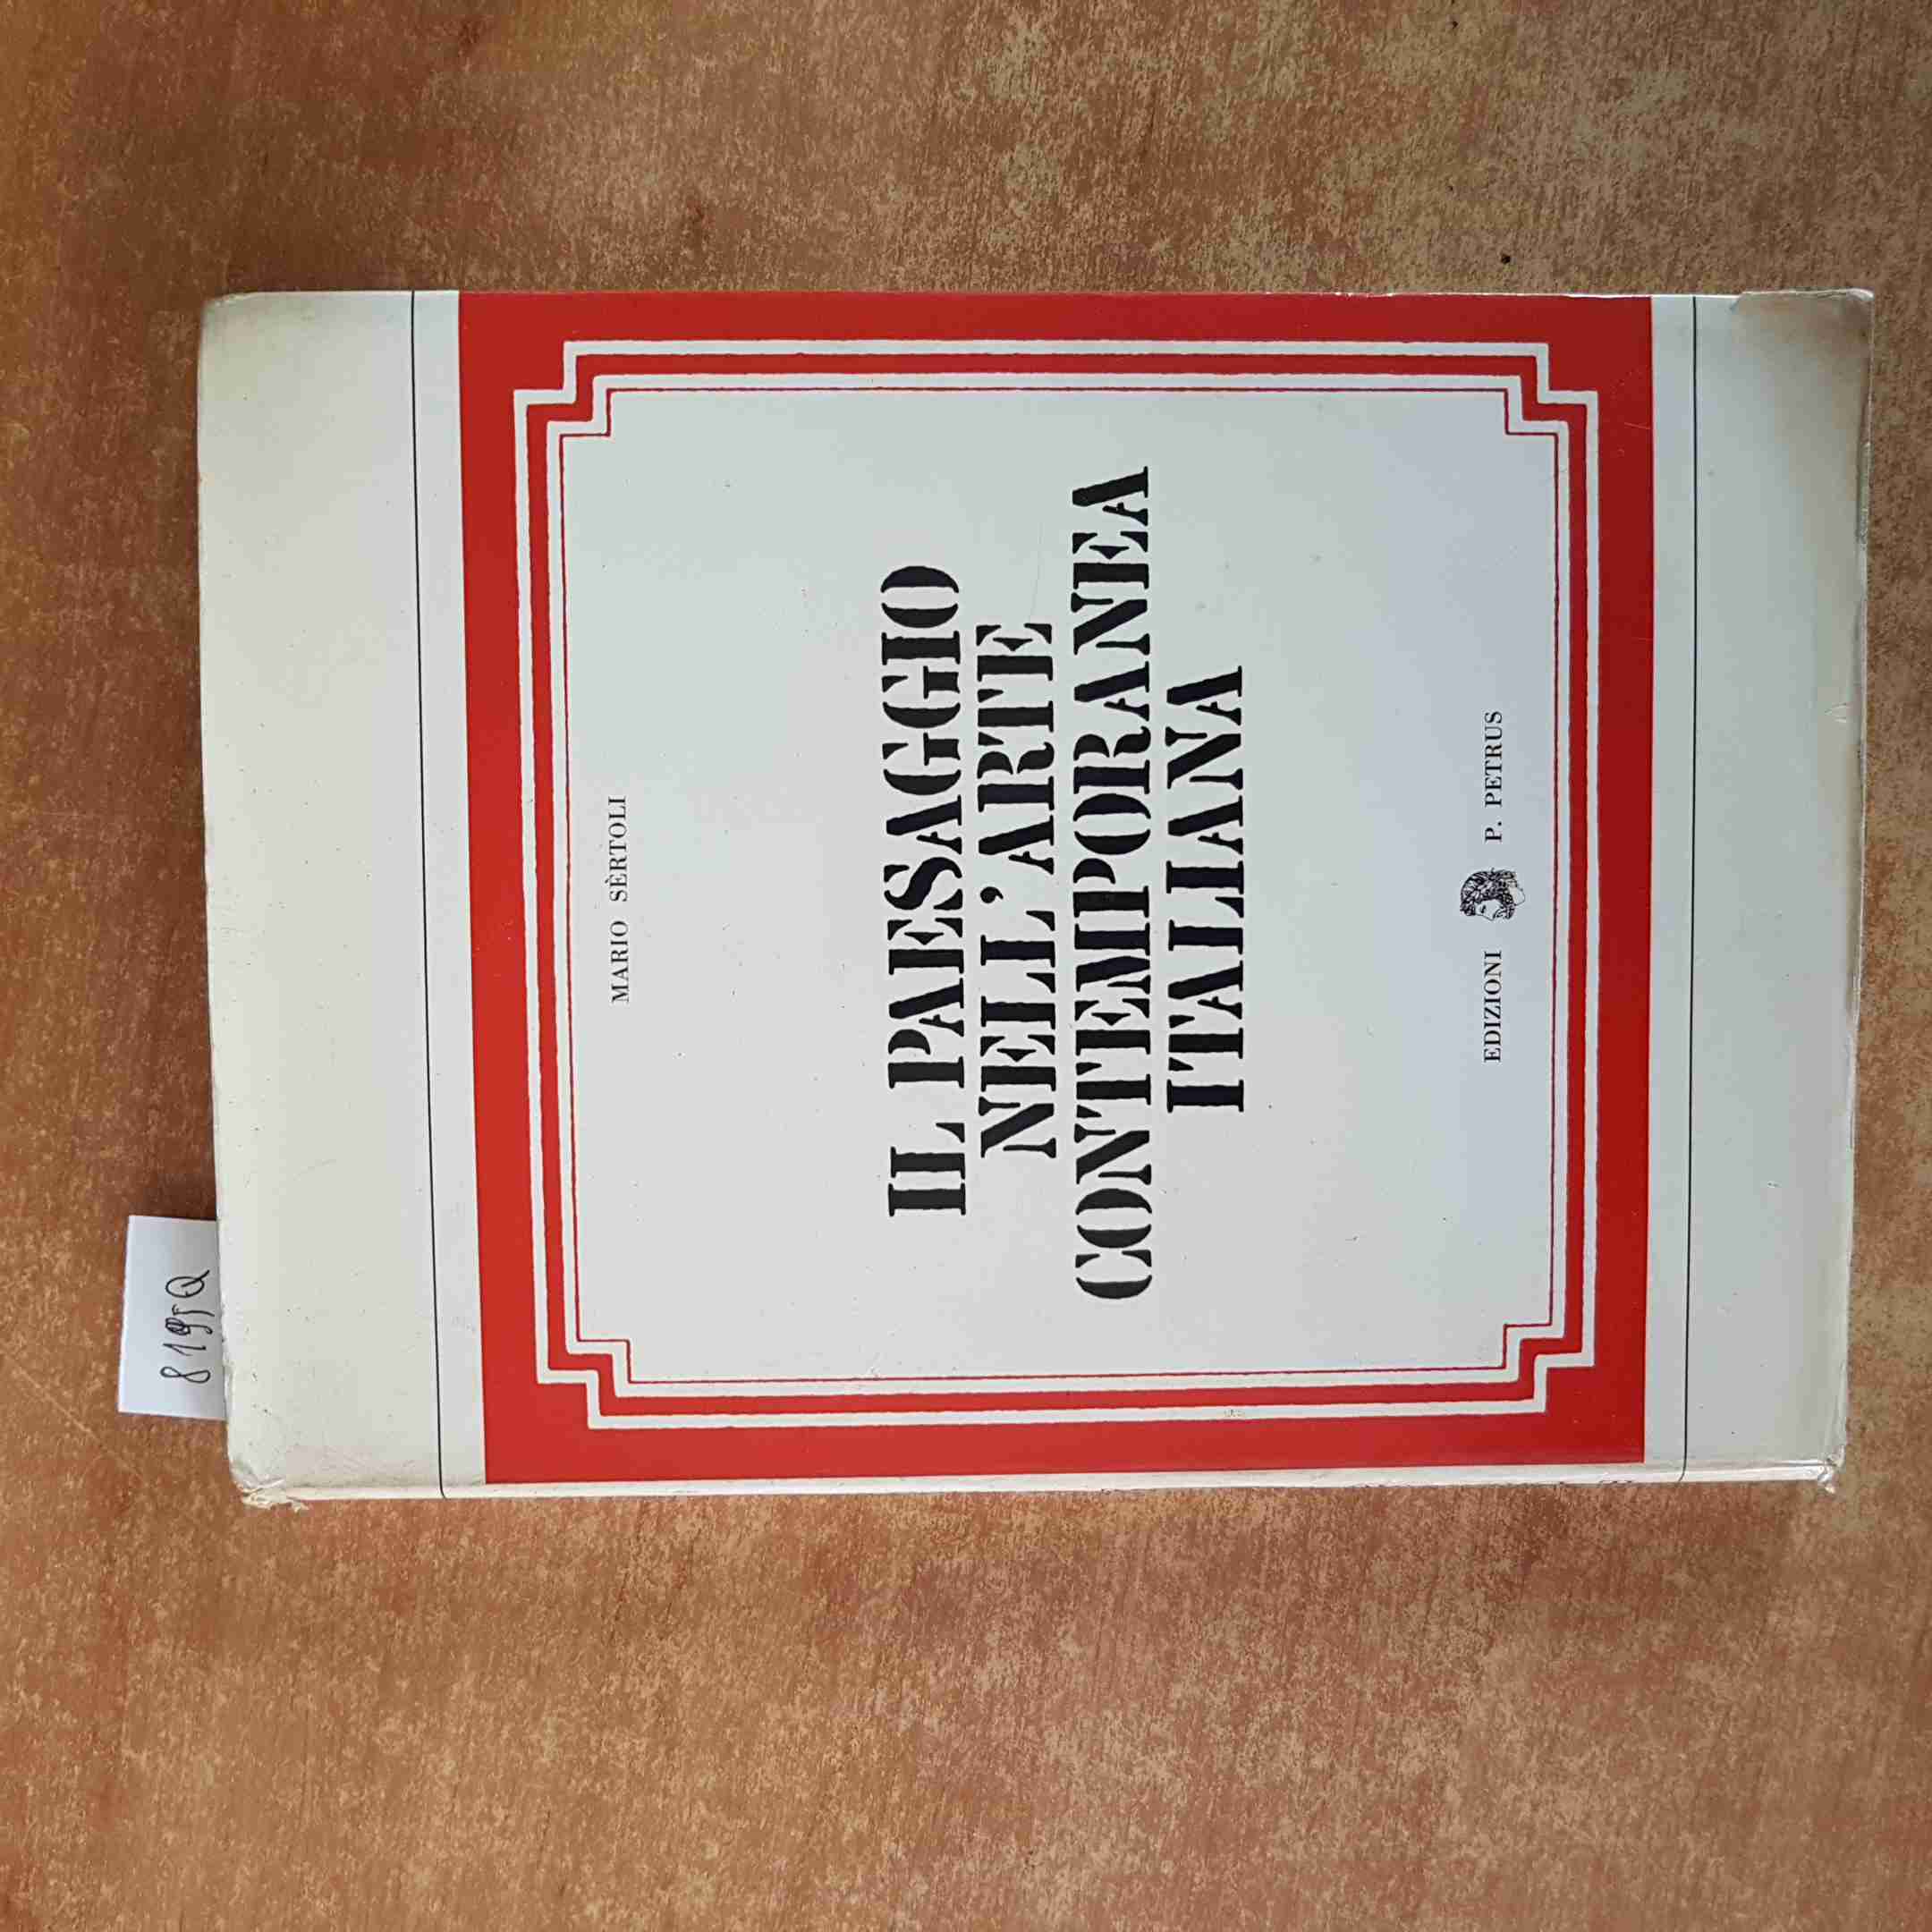 MARIO SÈRTOLI
IL PAESAGGIO
NELL'ARTE
CONTEMPORANEA
ITALIANA
EDIZIONI P. PETRUS